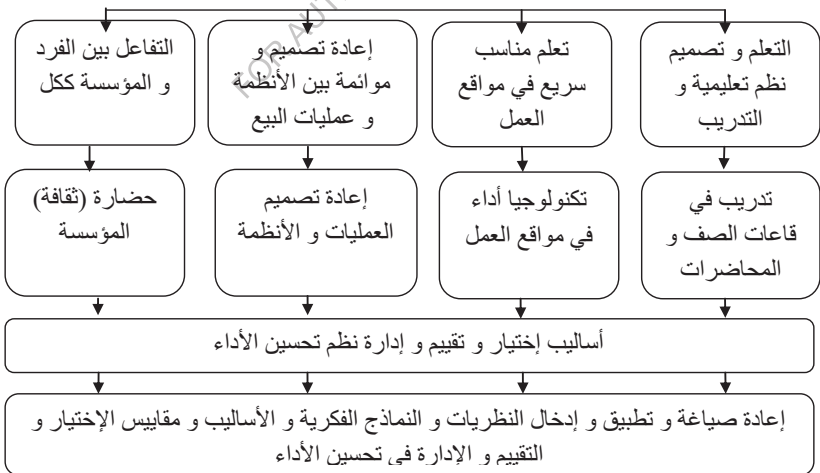 التعلم و تصميم
نظم تعليمية و
التدريب
تعلم مناسب
سريع في مواقع
العمل
إعادة تصميم و
موائمة بين الأنظمة
و عمليات البيع
التفاعل بين الفرد
و المؤسسة ككل
تدريب في
قاعات الصف و
المحاضرات
تكنولوجيا أداء
في مواقع العمل
إعادة تصميم
العمليات و الأنظمة
حضارة (ثقافة)
المؤسسة
أساليب إختيار و تقييم و إدارة نظم تحسين الأداء
إعادة صياغة و تطبيق و إدخال النظريات و النماذج الفكرية و الأساليب و مقاييس الإختيار و
التقييم و الإدارة في تحسين الأداء
FOR AUT